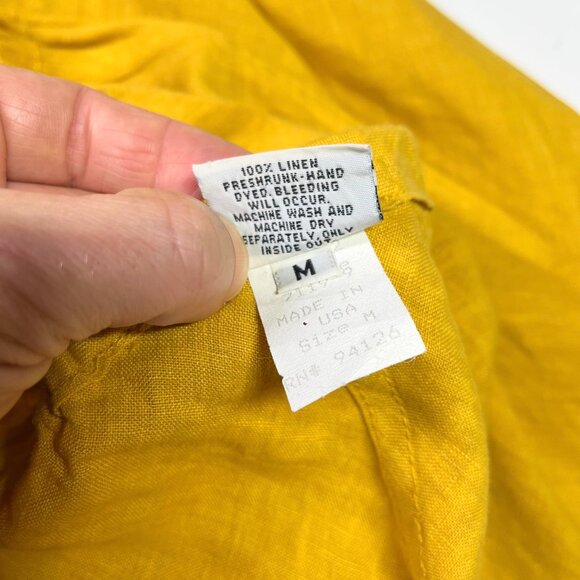 100% LINEN
PRESHRUNK-HAND
DYED. BLEEDING
WILL OCCUR.
MACHINE WASH AND
MACHINE DRY
SEPARATELY, ONLY
INSIDE OUT
M
MADE IN
USA
Size M
RN# 94126